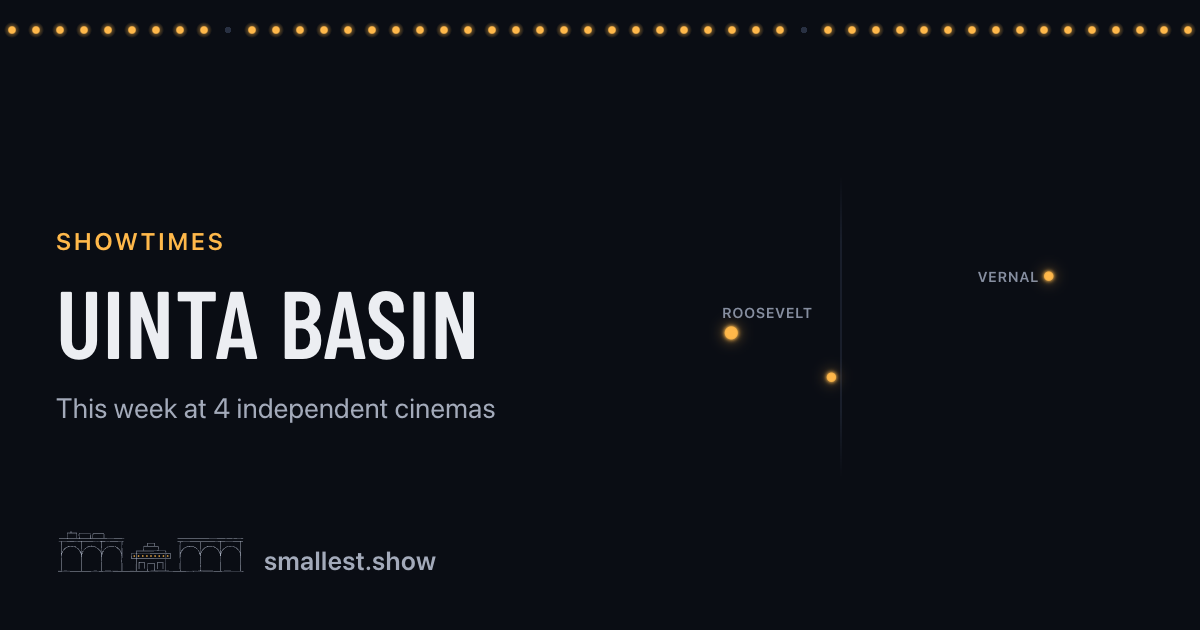 SHOWTIMES
UINTA BASIN
This week at 4 independent cinemas
ROOSEVELT
VERNAL
smallest.show